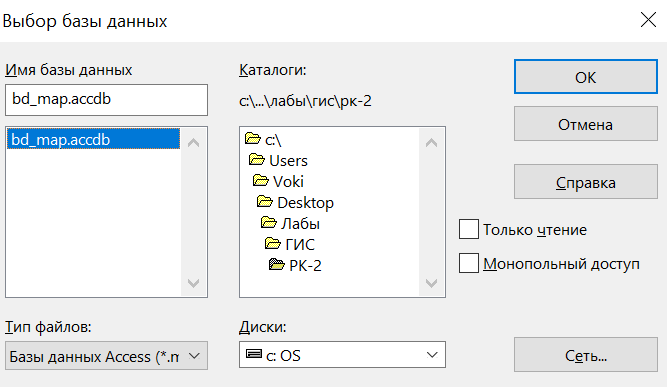 Выбор базы данных
Имя базы данных
bd_map.accdb
bd_map.accdb
Тип файлов:
Базы данных Access (*.m
Каталоги:
c:\...\лабы\гис\рк-2
c:\
Users
Voki
Desktop
Лабы
ГИС
РК-2
Диски:
c: OS
ОК
Отмена
Справка
Только чтение
Монопольный доступ
Сеть...